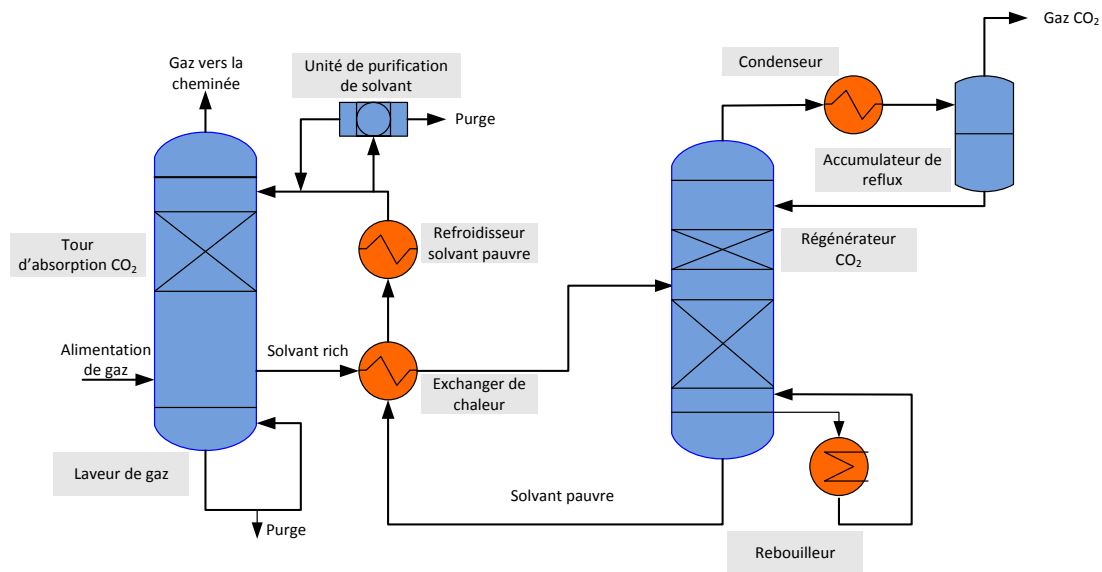 Gaz vers la
cheminée
Unité de purification
de solvant
Purge
Condenseur
Gaz CO₂
Accumulateur de
reflux
Tour
d'absorption CO₂
Refroidisseur
solvant pauvre
Régénérateur
CO₂
Alimentation
de gaz
Solvant rich
Exchanger de
chaleur
Laveur de gaz
Purge
Solvant pauvre
Rebouilleur